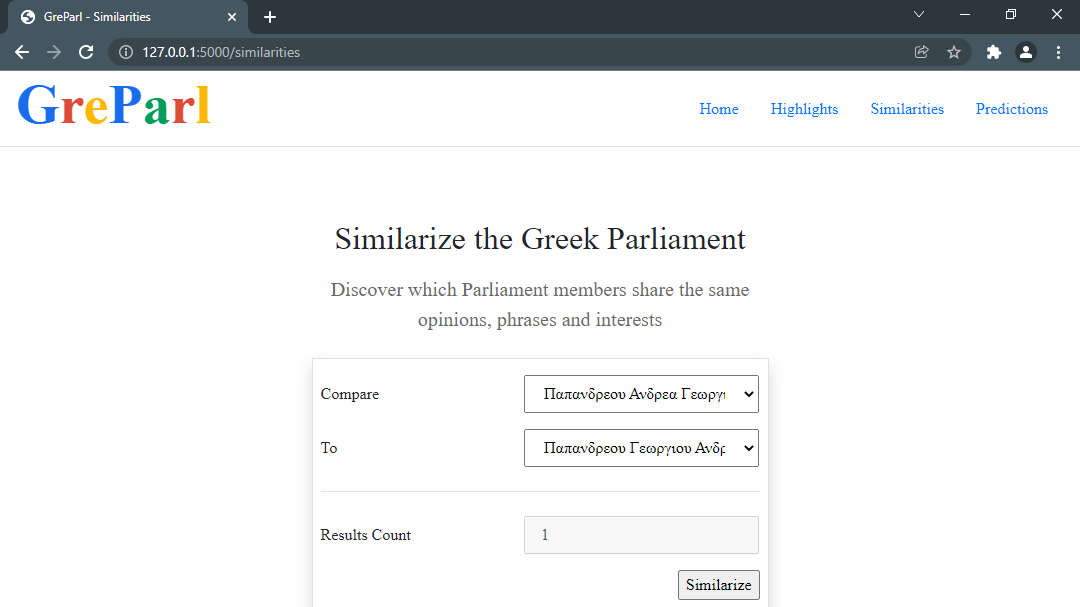 GreParl - Similarities
127.0.0.1:5000/similarities
GreParl
Home Highlights Similarities Predictions
Similarize the Greek Parliament
Discover which Parliament members share the same
opinions, phrases and interests
Compare Παπανδρεου Ανδρεα Γεωργι
To Παπανδρεου Γεωργιου Ανδρ
Results Count 1
Similarize